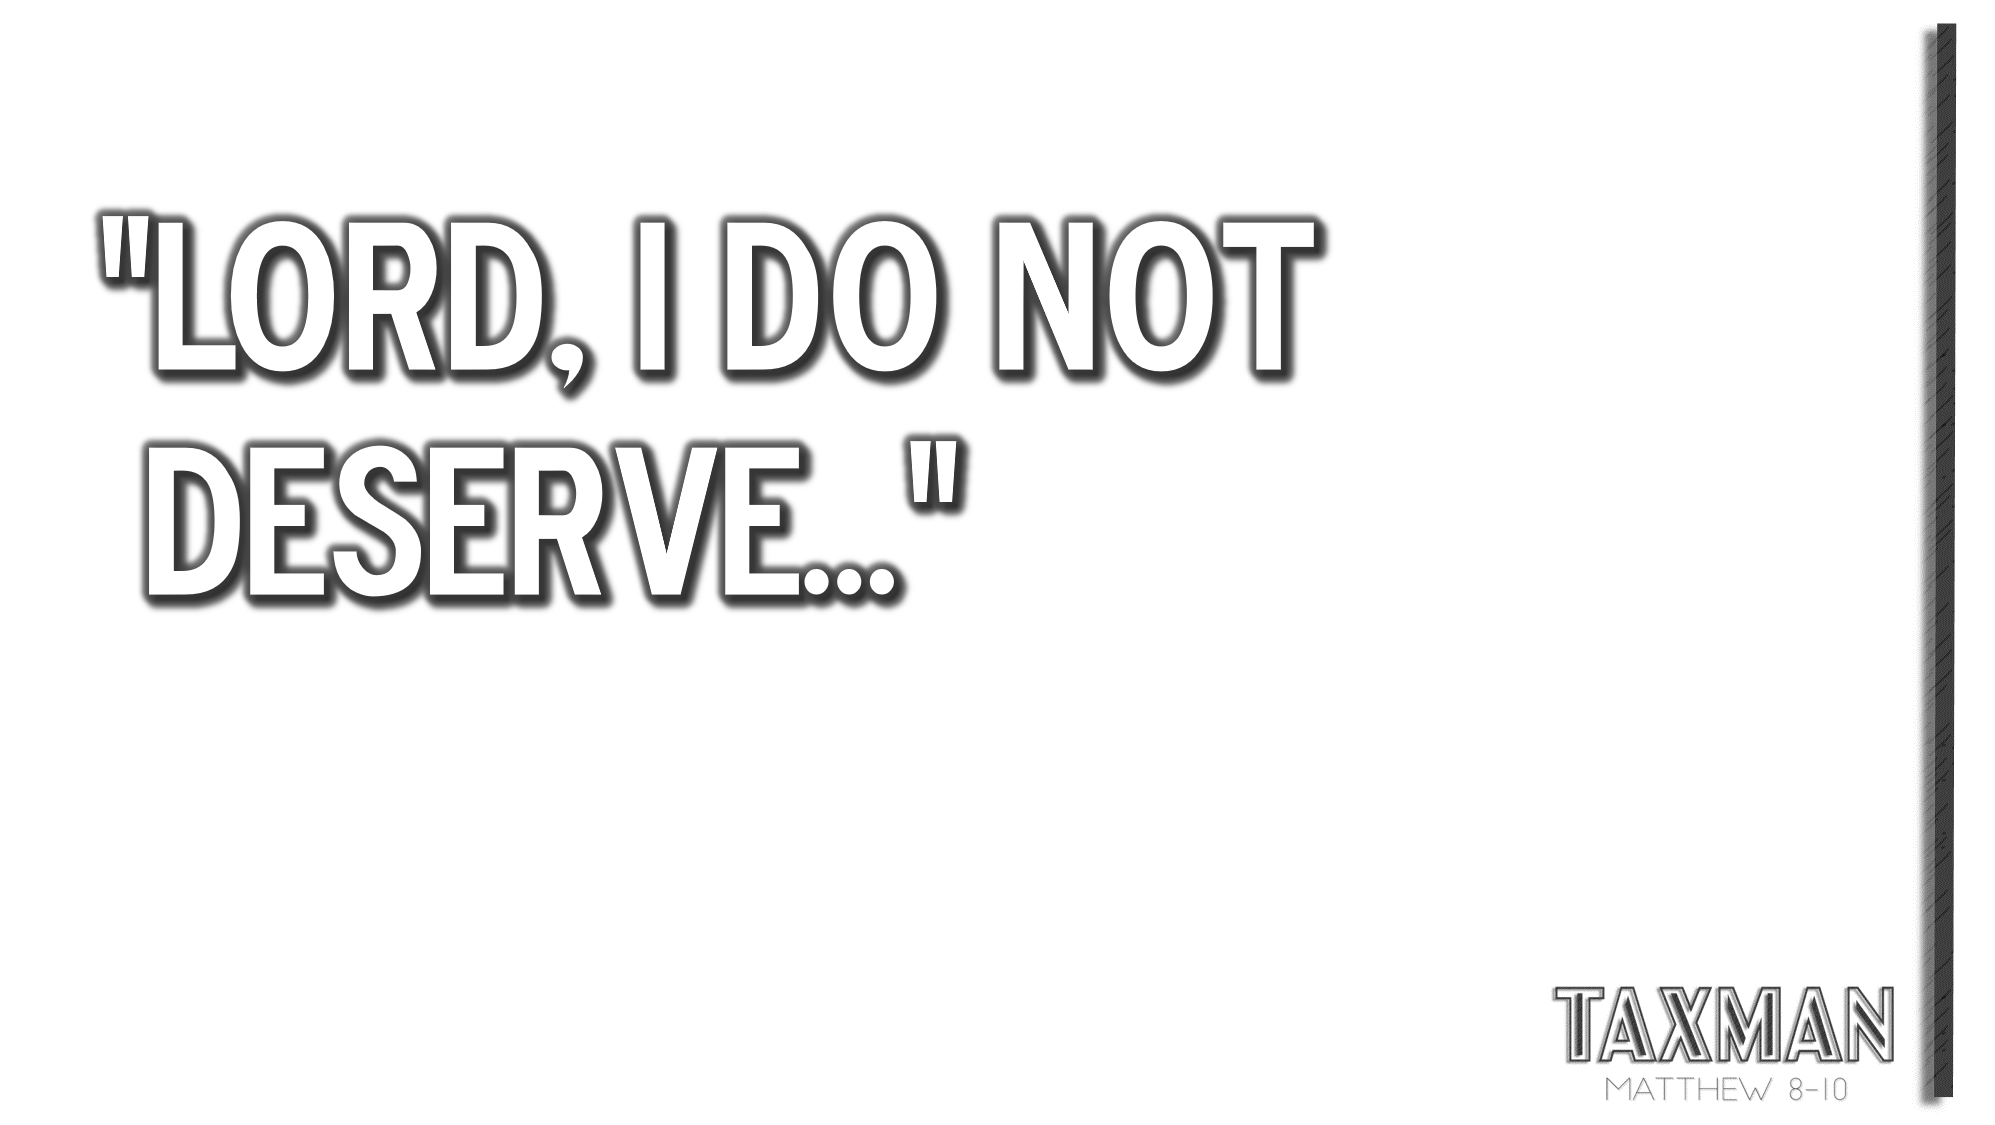 "LORD, I DO NOT
DESERVE..."
TAXMAN
MATTHEW 8-10